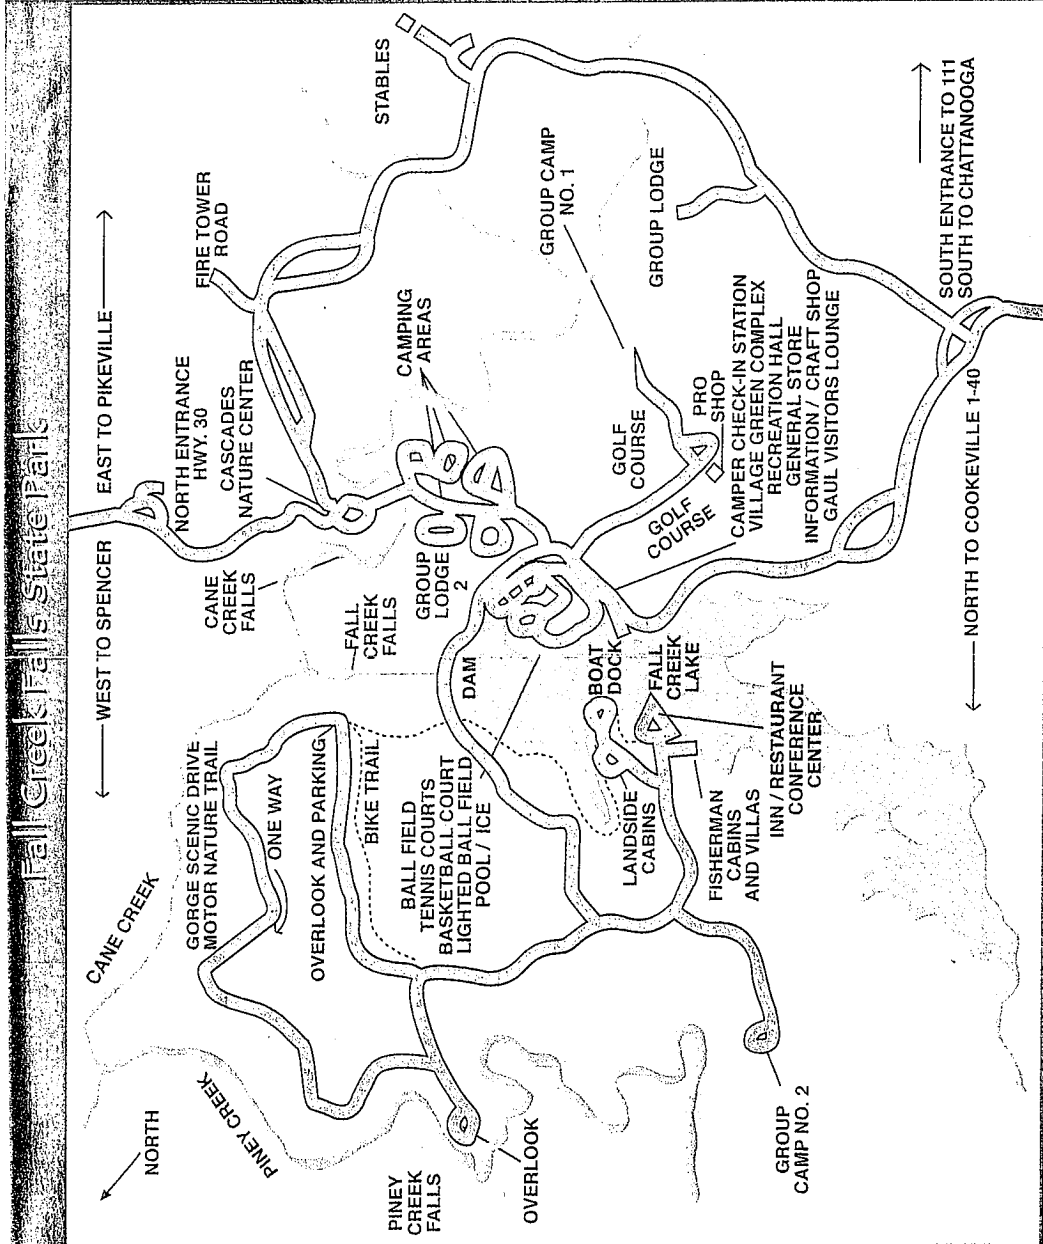 Fall Creek Falls State Park
WEST TO SPENCER
EAST TO PIKEVILLE
NORTH
CANE CREEK
PINEY CREEK
GORGE SCENIC DRIVE
MOTOR NATURE TRAIL
ONE WAY
OVERLOOK AND PARKING
BIKE TRAIL
PINEY
CREEK
FALLS
OVERLOOK
GROUP
CAMP NO. 2
BALL FIELD
TENNIS COURTS
BASKETBALL COURT
LIGHTED BALL FIELD
POOL / ICE
DAM
CANE
CREEK
FALLS
FALL
CREEK
FALLS
GROUP
LODGE
2
NORTH ENTRANCE
HWY. 30
CASCADES
NATURE CENTER
FIRE TOWER
ROAD
STABLES
CAMPING
AREAS
GROUP CAMP
NO. 1
GROUP LODGE
GOLF
COURSE
PRO
SHOP
GOLF
COURSE
CAMPER CHECK-IN STATION
VILLAGE GREEN COMPLEX
RECREATION HALL
GENERAL STORE
INFORMATION / CRAFT SHOP
GAUL VISITORS LOUNGE
BOAT
DOCK
FALL
CREEK
LAKE
LANDSIDE
CABINS
FISHERMAN
CABINS
AND VILLAS
INN / RESTAURANT
CONFERENCE
CENTER
NORTH TO COOKEVILLE 1-40
SOUTH ENTRANCE TO 111
SOUTH TO CHATTANOOGA